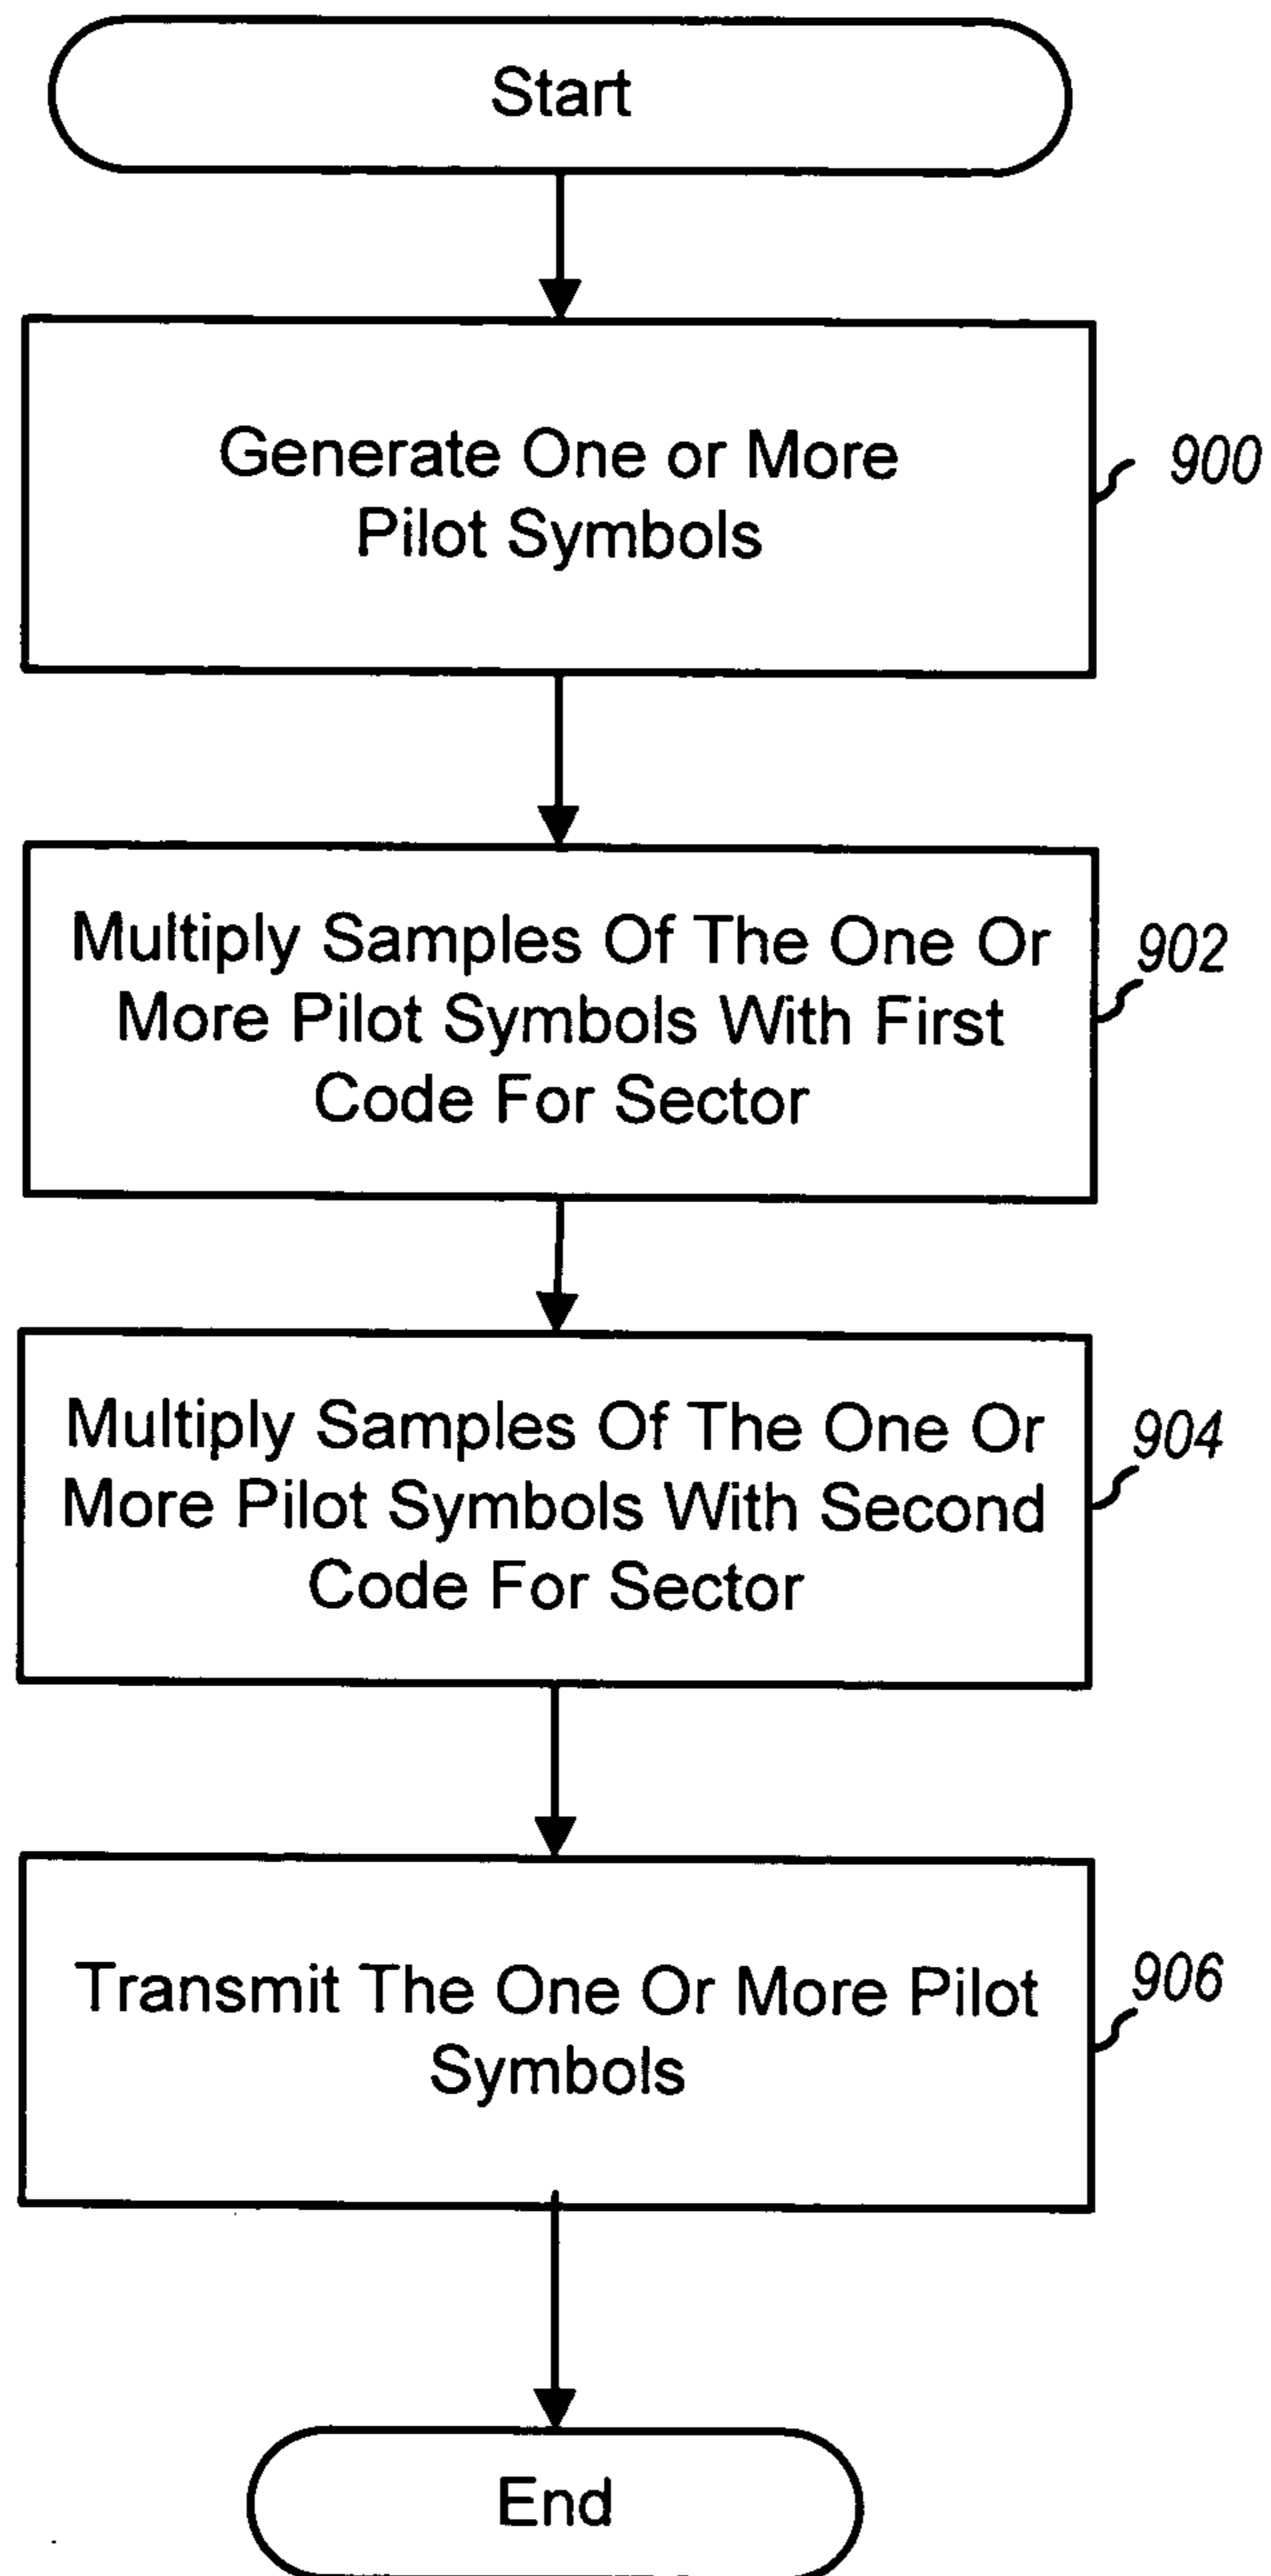 Start
Generate One or More
Pilot Symbols
900
Multiply Samples Of The One Or
More Pilot Symbols With First
Code For Sector
902
Multiply Samples Of The One Or
More Pilot Symbols With Second
Code For Sector
904
Transmit The One Or More Pilot
Symbols
906
End